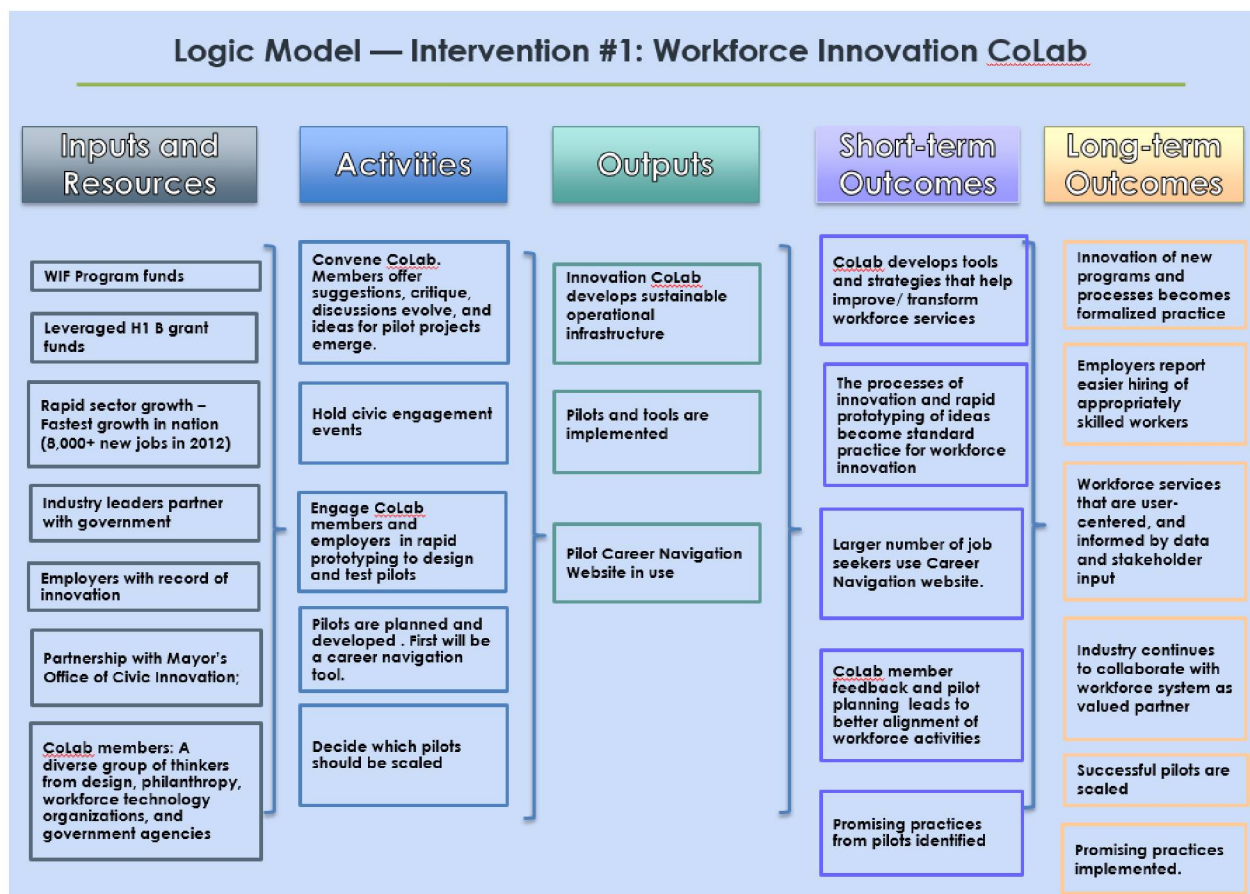 Logic Model — Intervention #1: Workforce Innovation CoLab
Inputs and
Resources
WIF Program funds
Leveraged H1 B grant
funds
Rapid sector growth –
Fastest growth in nation
(8,000+ new jobs in 2012)
Industry leaders partner
with government
Employers with record of
innovation
Partnership with Mayor's
Office of Civic Innovation;
CoLab members: A
diverse group of thinkers
from design, philanthropy,
workforce technology
organizations, and
government agencies
Activities
Convene CoLab.
Members offer
suggestions, critique,
discussions evolve, and
ideas for pilot projects
emerge.
Hold civic engagement
events
Engage CoLab
members and
employers in rapid
prototyping to design
and test pilots
Pilots are planned and
developed . First will be
a career navigation
tool.
Decide which pilots
should be scaled
Outputs
Innovation CoLab
develops sustainable
operational
infrastructure
Pilots and tools are
implemented
Pilot Career Navigation
Website in use
Short-term
Outcomes
CoLab develops tools
and strategies that help
improve/ transform
workforce services
The processes of
innovation and rapid
prototyping of ideas
become standard
practice for workforce
innovation
Larger number of job
seekers use Career
Navigation website.
CoLab member
feedback and pilot
planning leads to
better alignment of
workforce activities
Promising practices
from pilots identified
Long-term
Outcomes
Innovation of new
programs and
processes becomes
formalized practice
Employers report
easier hiring of
appropriately
skilled workers
Workforce services
that are user-
centered, and
informed by data
and stakeholder
input
Industry continues
to collaborate with
workforce system as
valued partner
Successful pilots are
scaled
Promising practices
implemented.